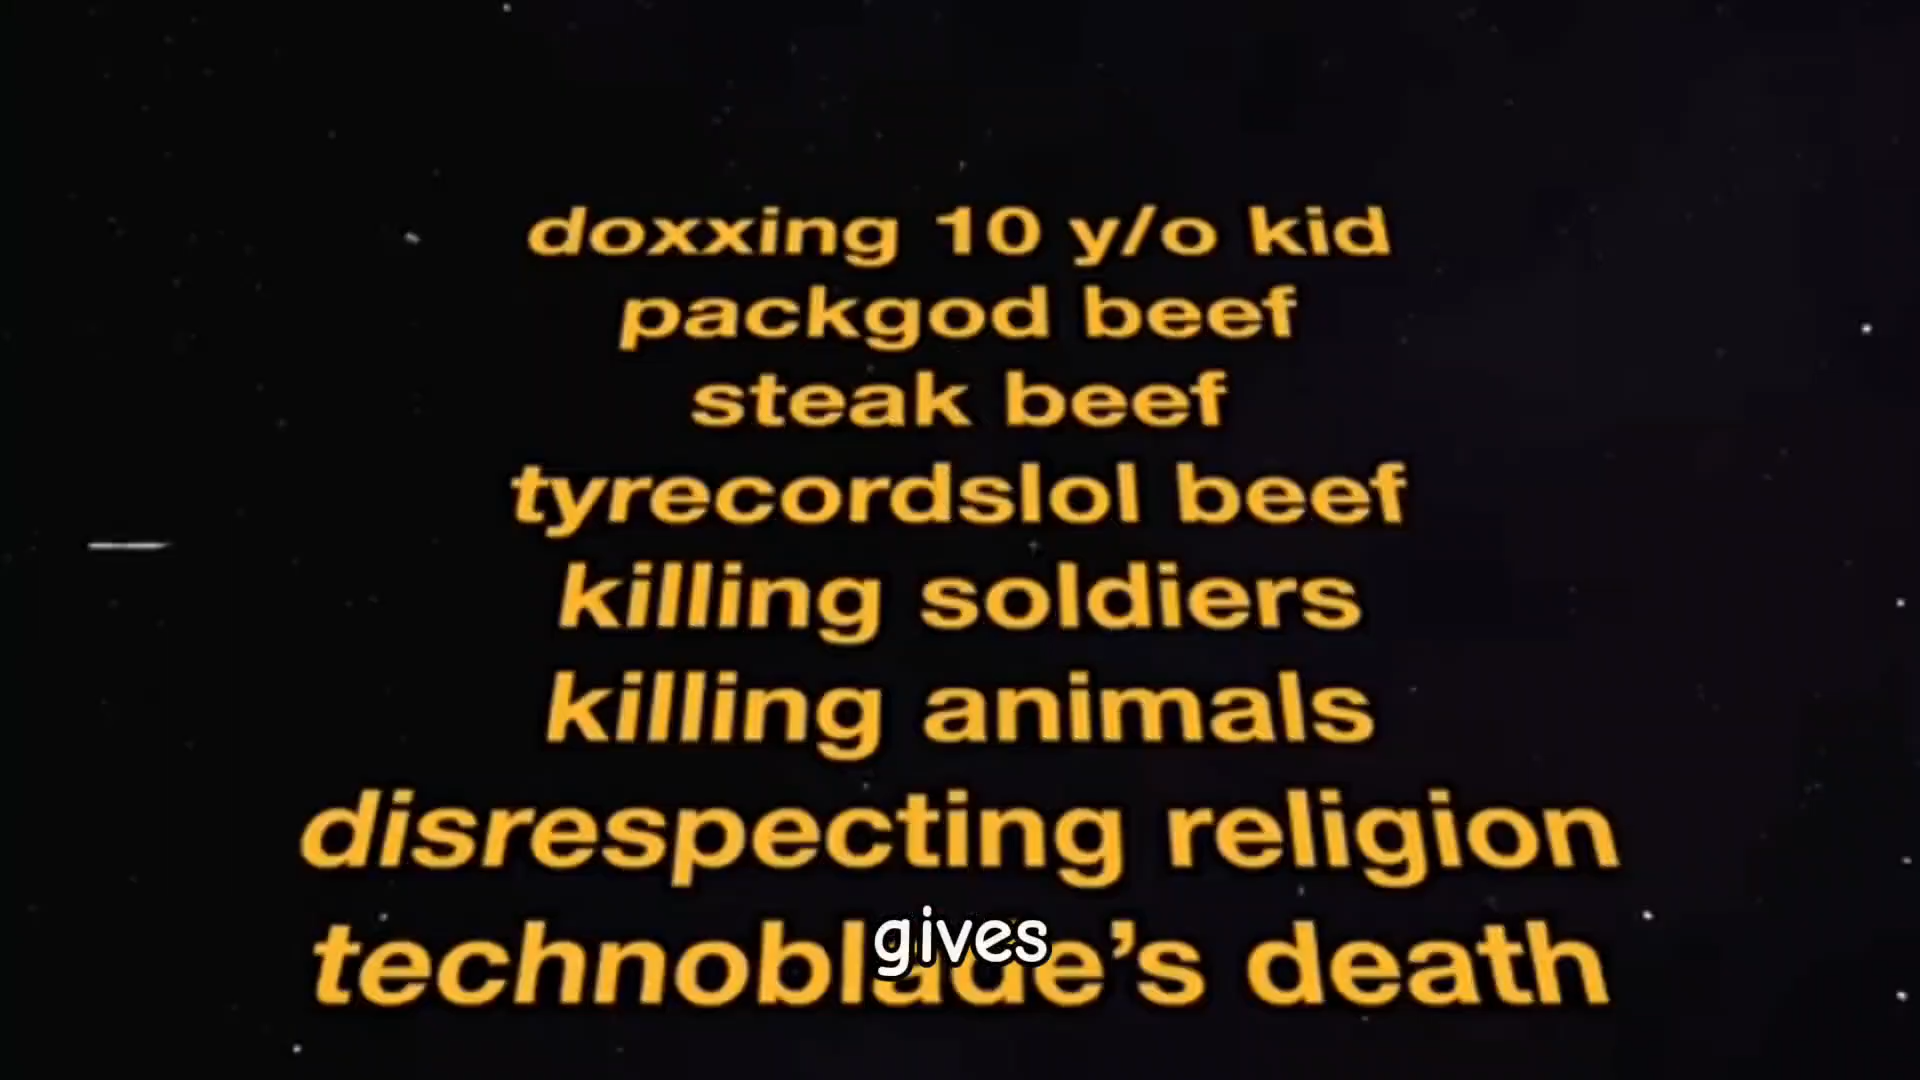 doxxing 10 y/o kid
packgod beef
steak beef
tyrecordslol beef
killing soldiers
killing animals
disrespecting religion
technoblade's death
gives